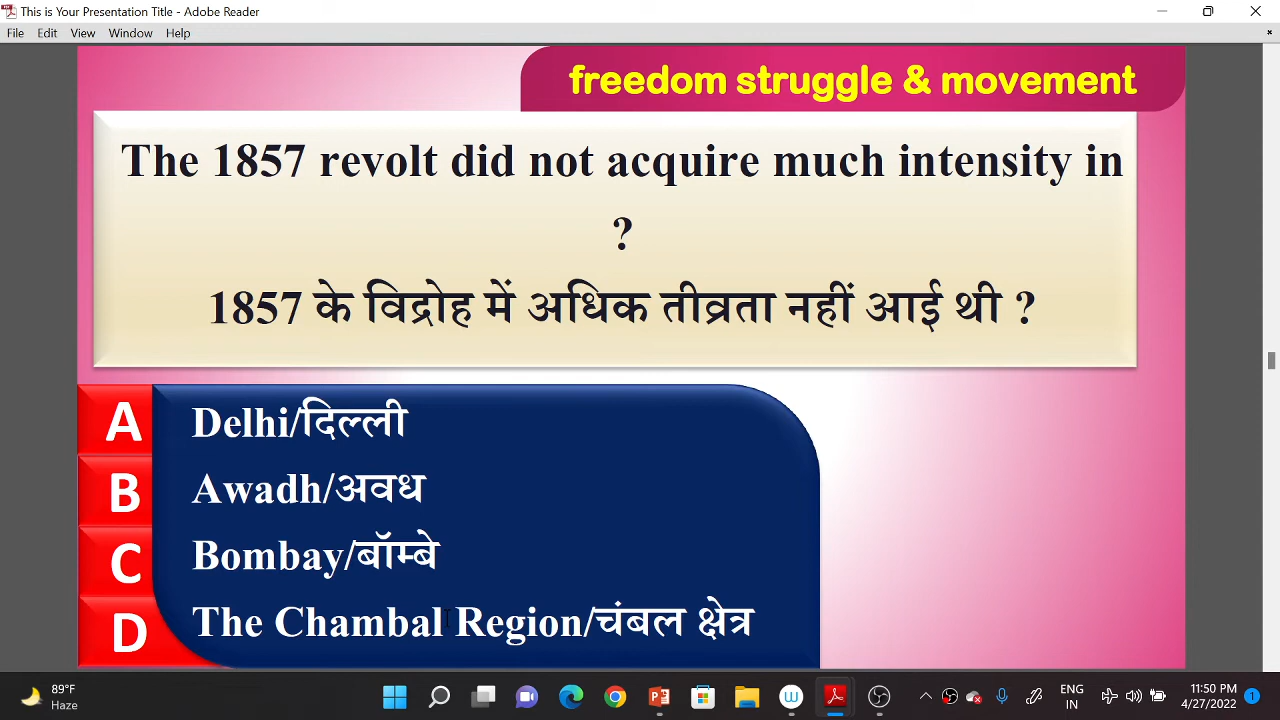 This is Your Presentation Title - Adobe Reader
File Edit View Window Help
freedom struggle & movement
The 1857 revolt did not acquire much intensity in
?
1857 के विद्रोह में अधिक तीव्रता नहीं आई थी ?
A Delhi/दिल्ली
B Awadh/अवध
C Bombay/बॉम्बे
D The Chambal Region/चंबल क्षेत्र
89°F
Haze
ENG
IN
11:50 PM
4/27/2022
1